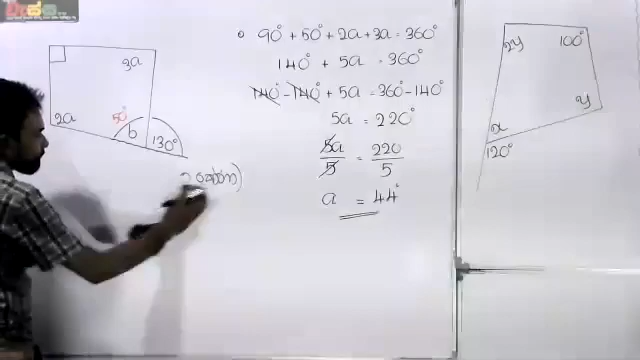 3a
2a
50°
b
130°
90° + 50° + 2a + 3a = 360°
140° + 5a = 360°
140° - 140° + 5a = 360° - 140°
5a = 220°
5a/5 = 220/5
a = 44°
2y
100°
y
x
120°